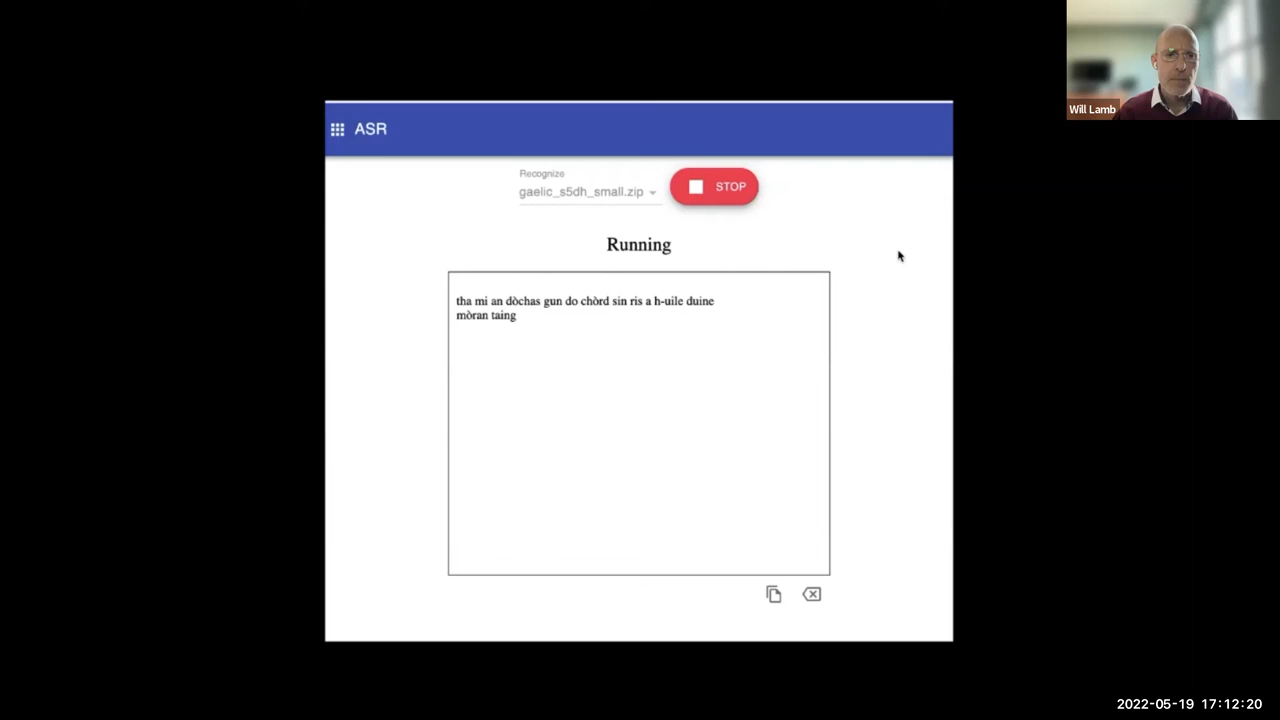 ASR
Recognize
gaelic_s5dh_small.zip
STOP
Running
tha mi an dòchas gun do chòrd sin ris a h-uile duine
mòran taing
Will Lamb
2022-05-19 17:12:20